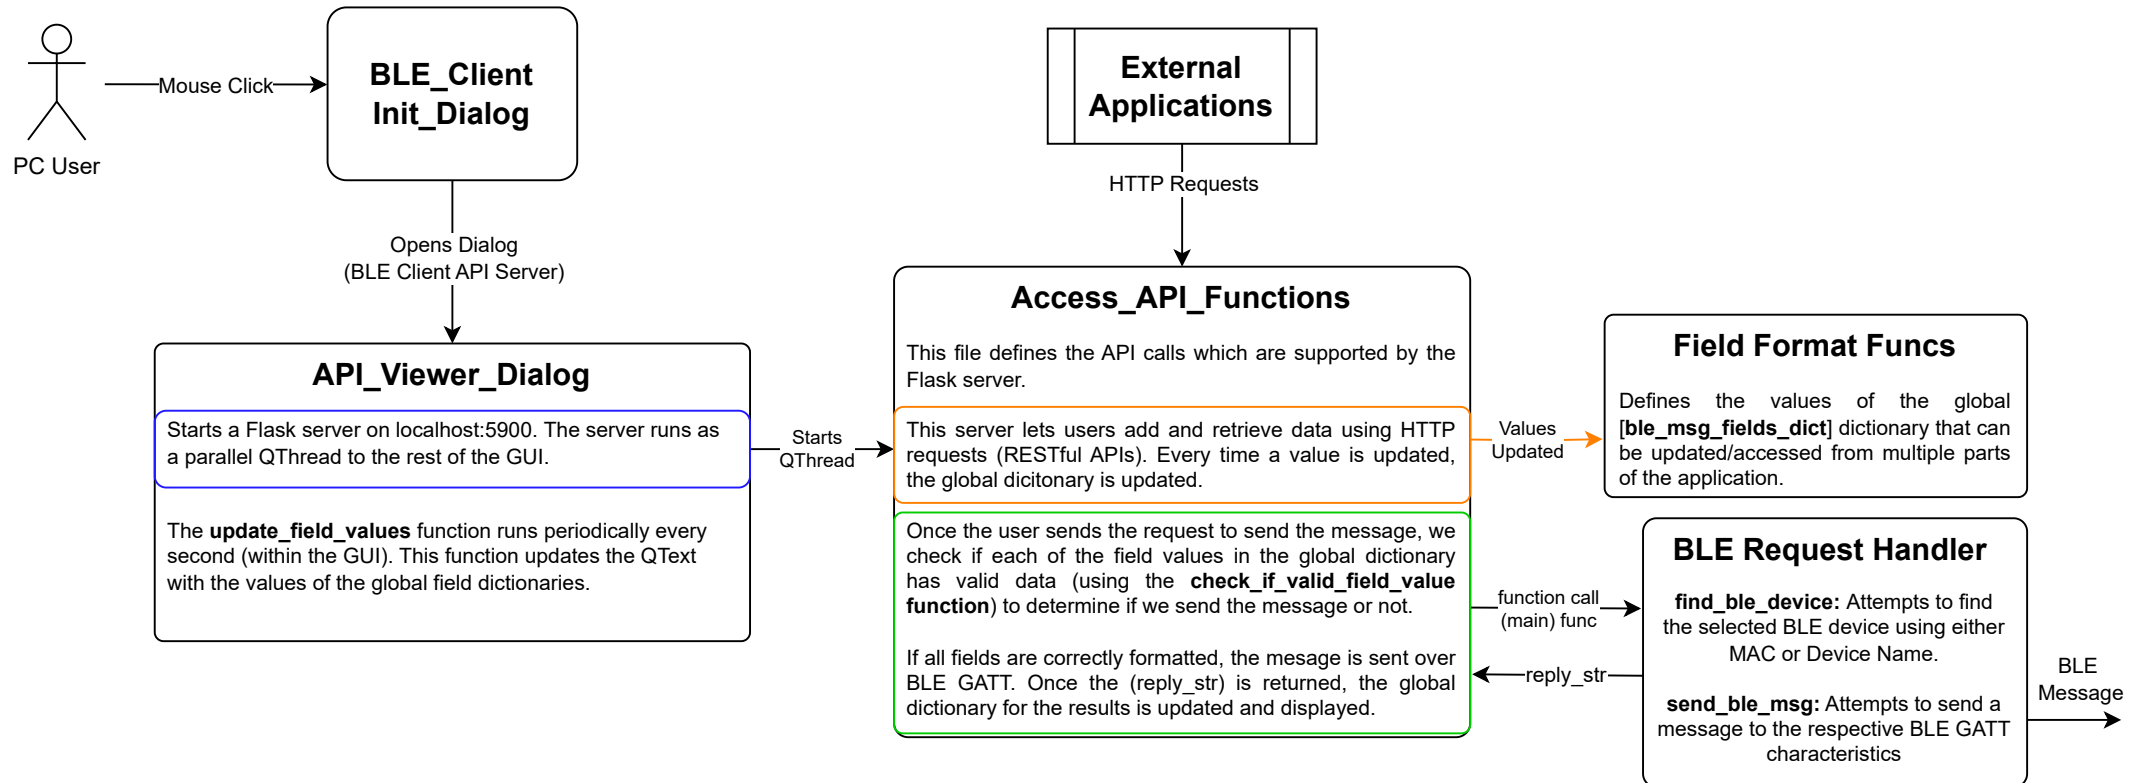 PC User
Mouse Click
BLE_Client
Init_Dialog
Opens Dialog
(BLE Client API Server)
API_Viewer_Dialog
Starts a Flask server on localhost:5900. The server runs as
a parallel QThread to the rest of the GUI.
The update_field_values function runs periodically every
second (within the GUI). This function updates the QText
with the values of the global field dictionaries.
Starts
QThread
External
Applications
HTTP Requests
Access_API_Functions
This file defines the API calls which are supported by the
Flask server.
This server lets users add and retrieve data using HTTP
requests (RESTful APIs). Every time a value is updated,
the global dicitonary is updated.
Once the user sends the request to send the message, we
check if each of the field values in the global dictionary
has valid data (using the check_if_valid_field_value
function) to determine if we send the message or not.
If all fields are correctly formatted, the mesage is sent over
BLE GATT. Once the (reply_str) is returned, the global
dictionary for the results is updated and displayed.
Values
Updated
Field Format Funcs
Defines the values of the global
[ble_msg_fields_dict] dictionary that can
be updated/accessed from multiple parts
of the application.
function call
(main) func
reply_str
BLE Request Handler
find_ble_device: Attempts to find
the selected BLE device using either
MAC or Device Name.
send_ble_msg: Attempts to send a
message to the respective BLE GATT
characteristics
BLE
Message